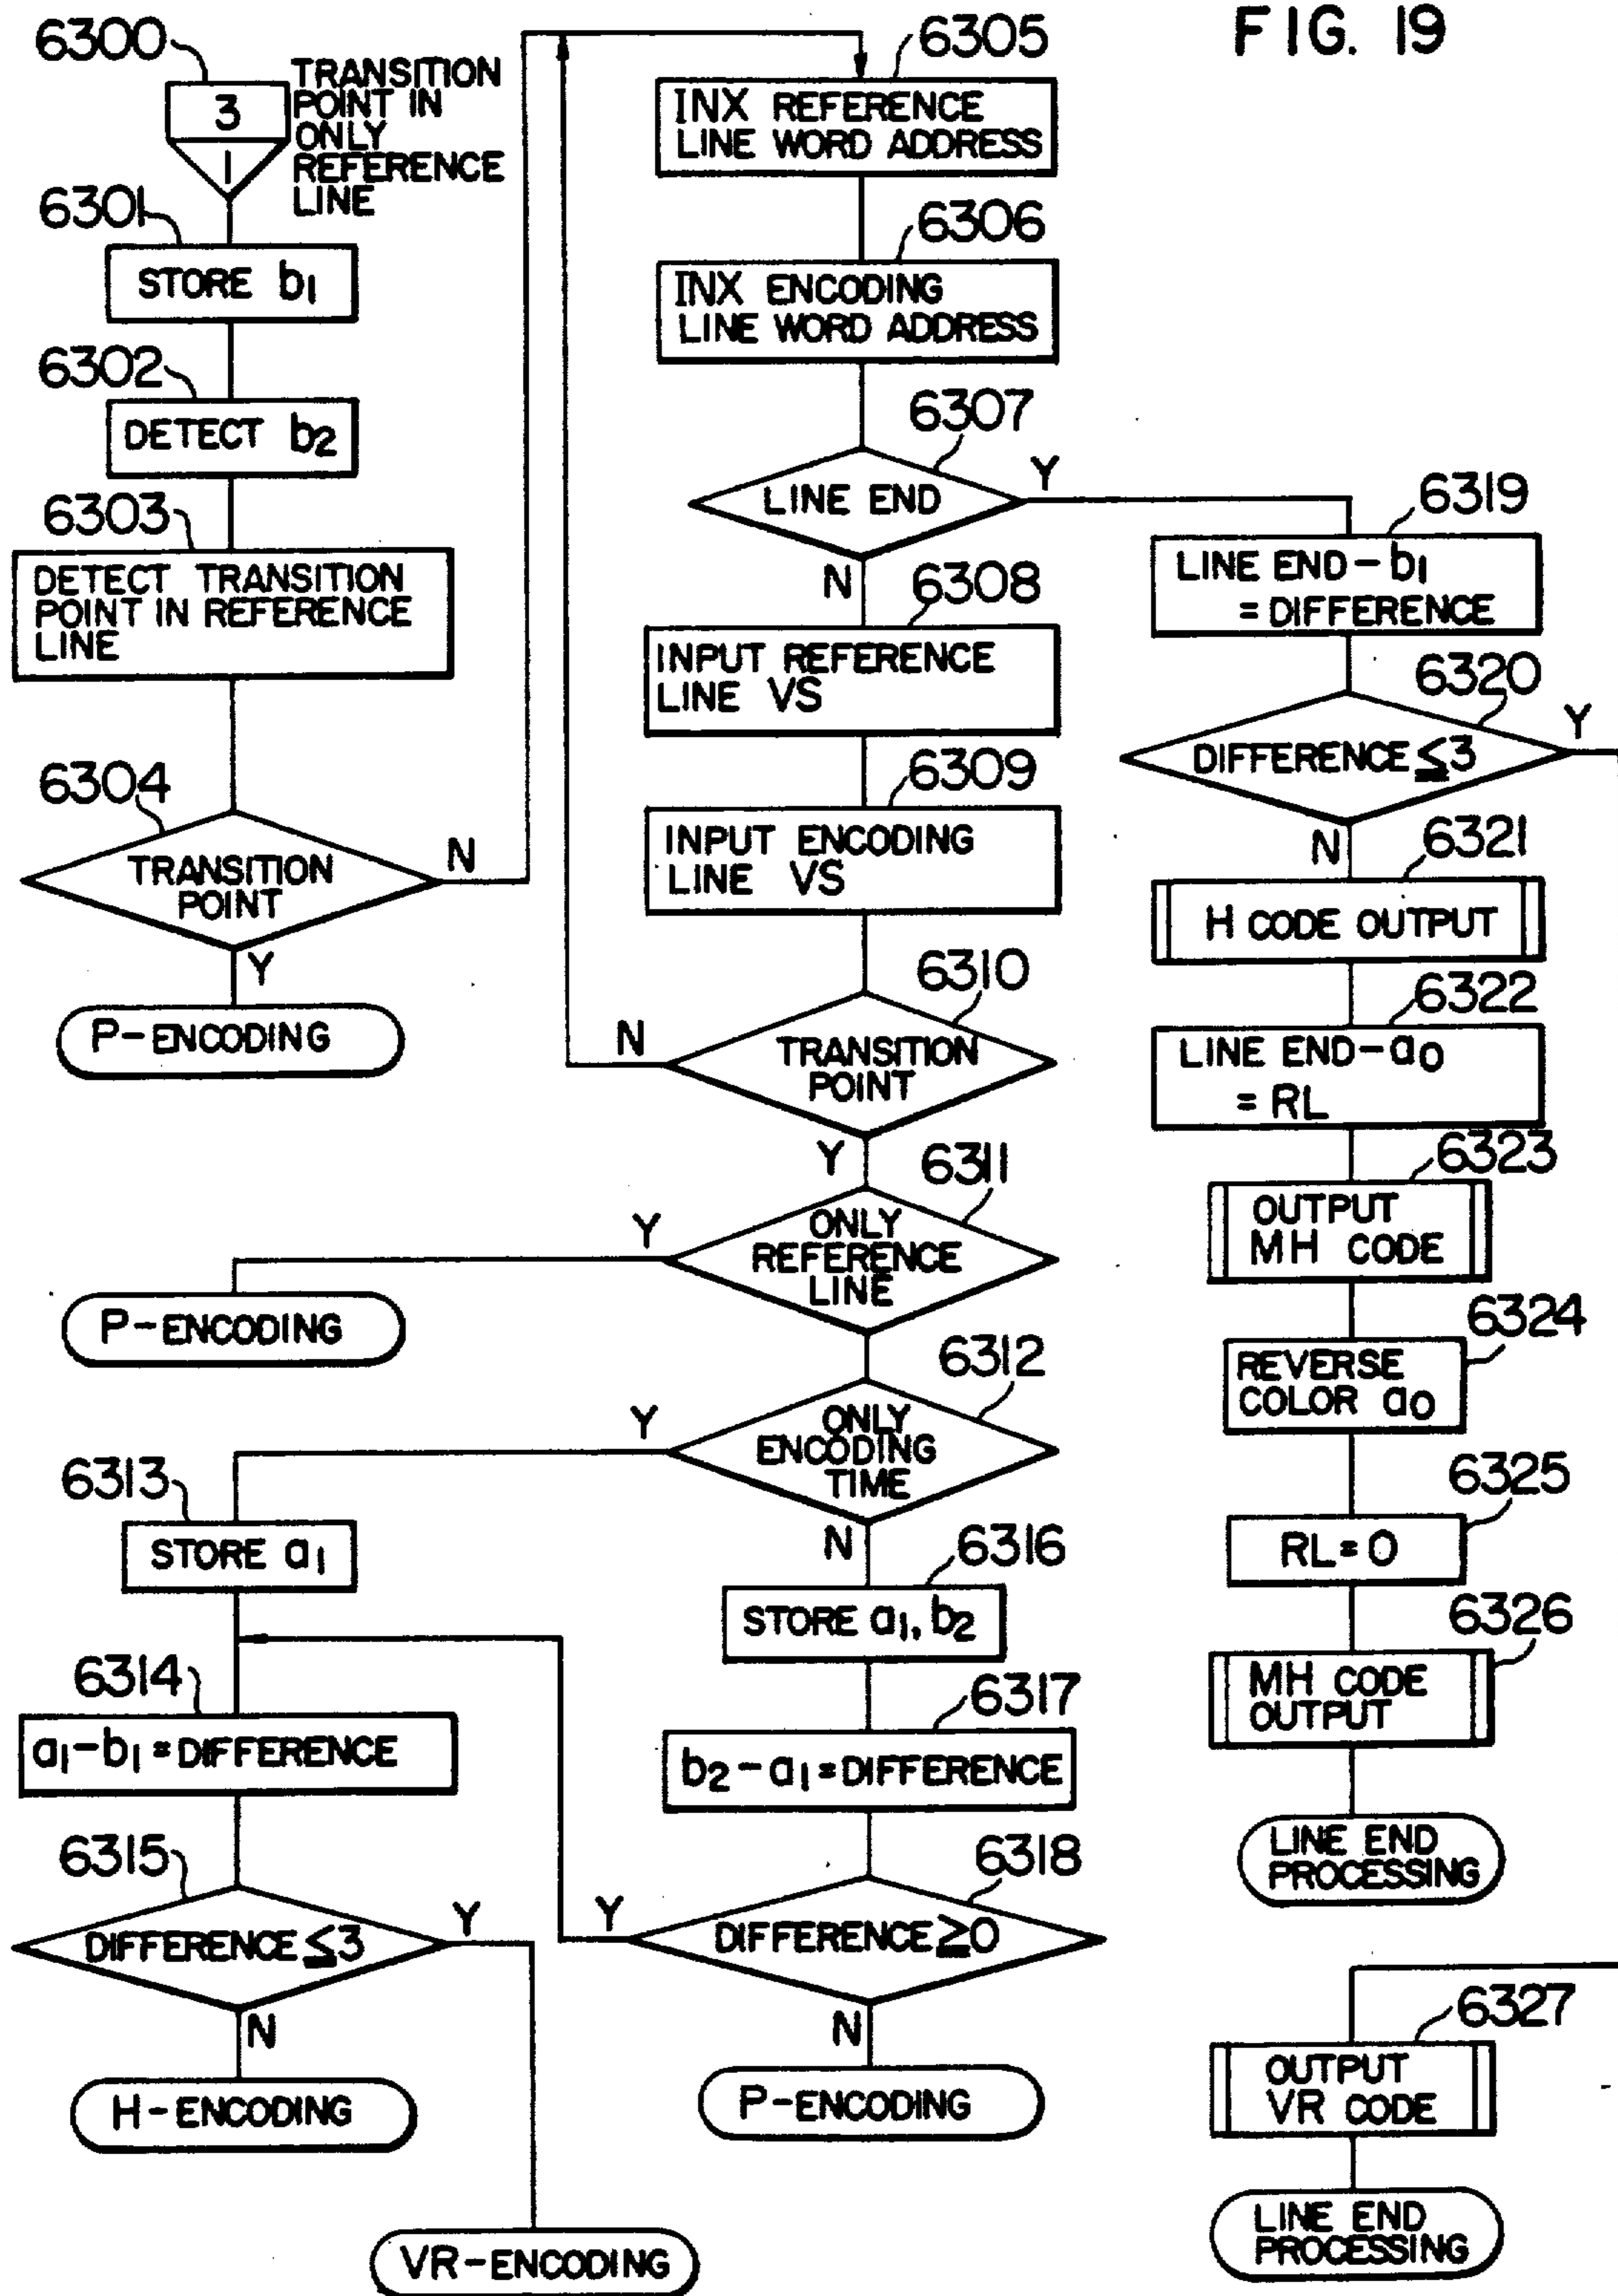 FIG. 19
6300
3
1
TRANSITION
POINT IN
ONLY
REFERENCE
LINE
6301
STORE b1
6302
DETECT b2
6303
DETECT TRANSITION
POINT IN REFERENCE
LINE
6304
TRANSITION
POINT
N
Y
P-ENCODING
6305
INX REFERENCE
LINE WORD ADDRESS
6306
INX ENCODING
LINE WORD ADDRESS
6307
LINE END
Y
N
6308
INPUT REFERENCE
LINE VS
6309
INPUT ENCODING
LINE VS
6310
TRANSITION
POINT
N
Y
6311
ONLY
REFERENCE
LINE
Y
P-ENCODING
6312
ONLY
ENCODING
TIME
Y
N
6313
STORE a1
6314
a1-b1=DIFFERENCE
6315
DIFFERENCE≦3
Y
N
H-ENCODING
VR-ENCODING
6316
STORE a1, b2
6317
b2-a1=DIFFERENCE
6318
DIFFERENCE≧0
Y
N
P-ENCODING
6319
LINE END-b1
=DIFFERENCE
6320
DIFFERENCE≦3
Y
N
6321
H CODE OUTPUT
6322
LINE END-a0
=RL
6323
OUTPUT
MH CODE
6324
REVERSE
COLOR a0
6325
RL=0
6326
MH CODE
OUTPUT
LINE END
PROCESSING
6327
OUTPUT
VR CODE
LINE END
PROCESSING